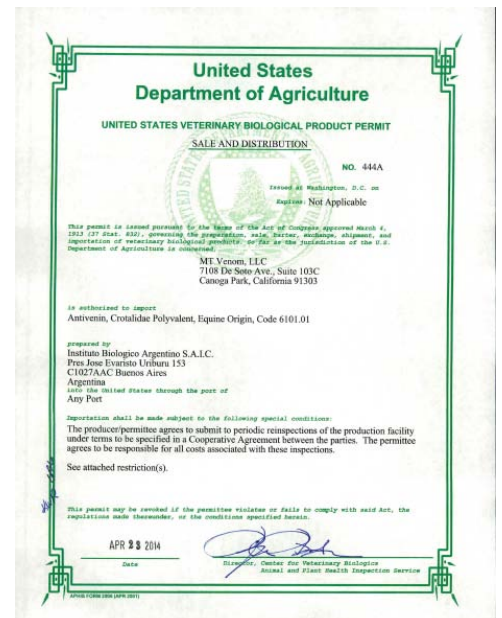 United States
Department of Agriculture
UNITED STATES VETERINARY BIOLOGICAL PRODUCT PERMIT
SALE AND DISTRIBUTION
NO. 444A
Issued at Washington, D.C. on
Expires: Not Applicable
This permit is issued pursuant to the terms of the Act of Congress approved March 4,
1913 (37 Stat. 832), governing the preparation, sale, barter, exchange, shipment, and
importation of veterinary biological products. So far as the jurisdiction of the U.S.
Department of Agriculture is concerned,
MT Venom, LLC
7108 De Soto Ave., Suite 103C
Canoga Park, California 91303
is authorized to import
Antivenin, Crotalidae Polyvalent, Equine Origin, Code 6101.01
prepared by
Instituto Biologico Argentino S.A.I.C.
Pres Jose Evaristo Uriburu 153
C1027AAC Buenos Aires
Argentina
into the United States through the port of
Any Port
Importation shall be made subject to the following special conditions:
The producer/permittee agrees to submit to periodic reinspections of the production facility
under terms to be specified in a Cooperative Agreement between the parties. The permittee
agrees to be responsible for all costs associated with these inspections.
See attached restriction(s).
This permit may be revoked if the permittee violates or fails to comply with said Act, the
regulations made thereunder, or the conditions specified herein.
APR 23 2014
Date
Director, Center for Veterinary Biologics
Animal and Plant Health Inspection Service
APHIS FORM 2006 (APR 2001)